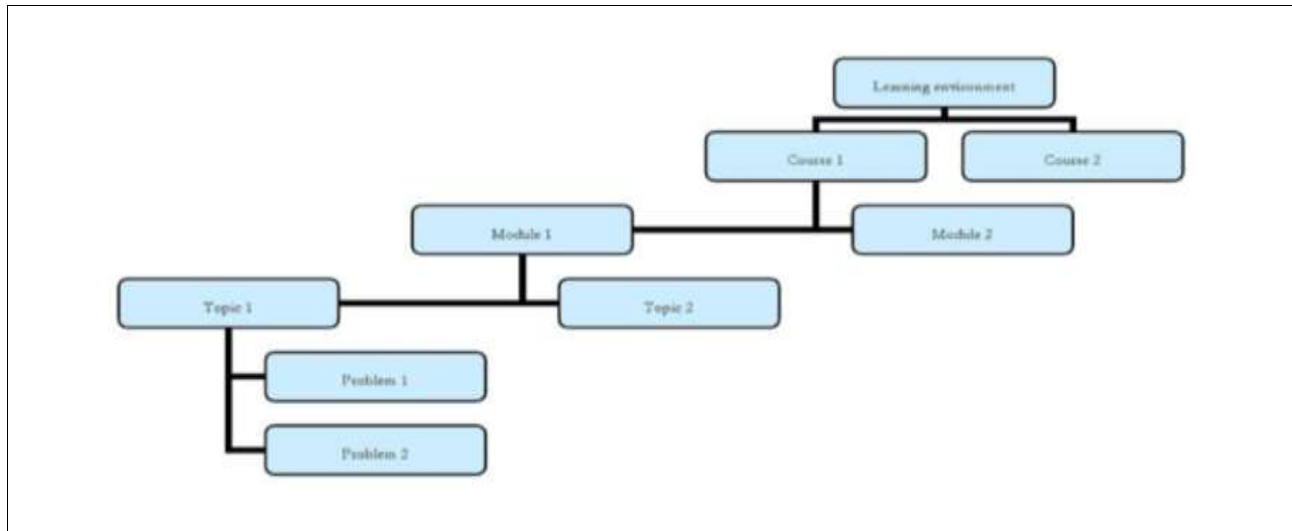 Learning environment
Course 1
Course 2
Module 1
Module 2
Topic 1
Topic 2
Problem 1
Problem 2